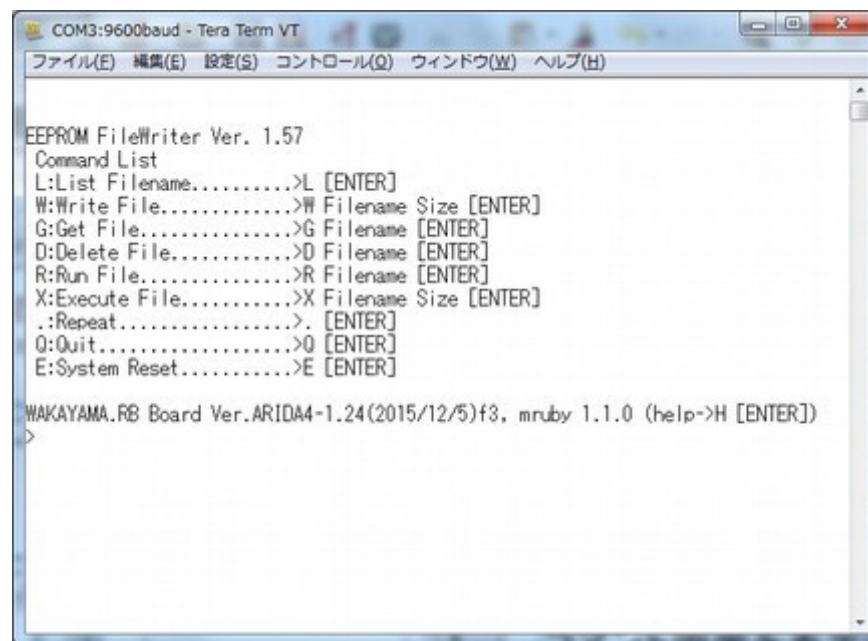 COM3:9600baud - Tera Term VT
ファイル(F) 編集(E) 設定(S) コントロール(O) ウィンドウ(W) ヘルプ(H)
EEPROM FileWriter Ver. 1.57
Command List
L:List Filename..........>L [ENTER]
W:Write File.............>W Filename Size [ENTER]
G:Get File...............>G Filename [ENTER]
D:Delete File............>D Filename [ENTER]
R:Run File...............>R Filename [ENTER]
X:Execute File...........>X Filename Size [ENTER]
.:Repeat.................>. [ENTER]
Q:Quit...................>Q [ENTER]
E:System Reset...........>E [ENTER]
WAKAYAMA.RB Board Ver.ARIDA4-1.24(2015/12/5)f3, mruby 1.1.0 (help->H [ENTER])
>